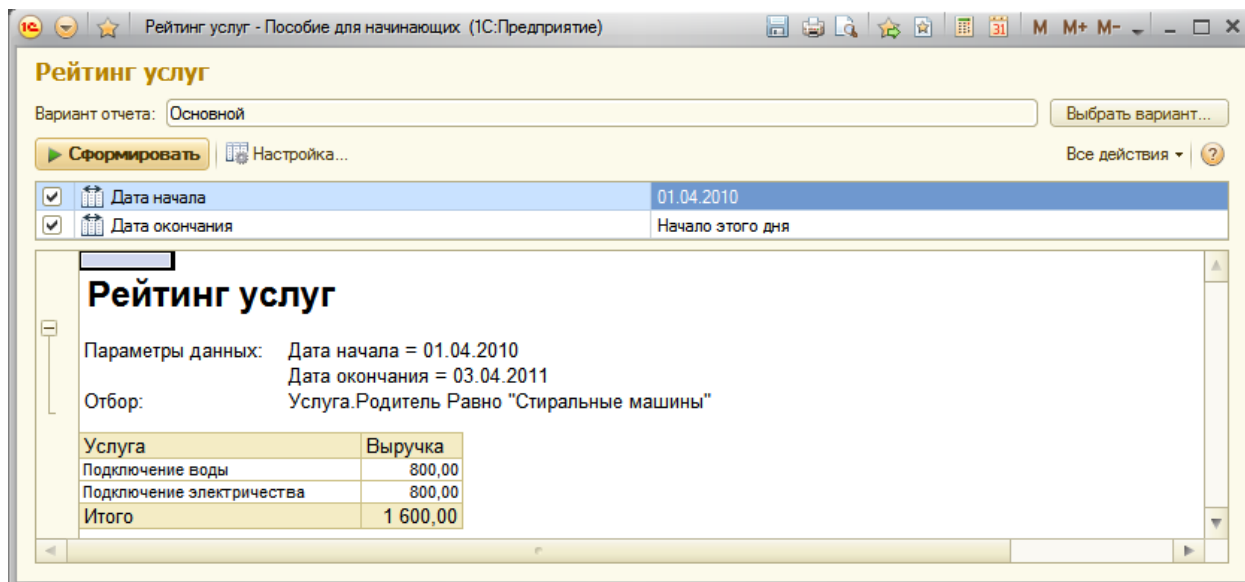 Рейтинг услуг - Пособие для начинающих (1С:Предприятие) M M+ M-
Рейтинг услуг
Вариант отчета: Основной Выбрать вариант...
Сформировать Настройка... Все действия ?
Дата начала 01.04.2010
Дата окончания Начало этого дня
Рейтинг услуг
Параметры данных: Дата начала = 01.04.2010
Дата окончания = 03.04.2011
Отбор: Услуга.Родитель Равно "Стиральные машины"
Услуга Выручка
Подключение воды 800,00
Подключение электричества 800,00
Итого 1 600,00